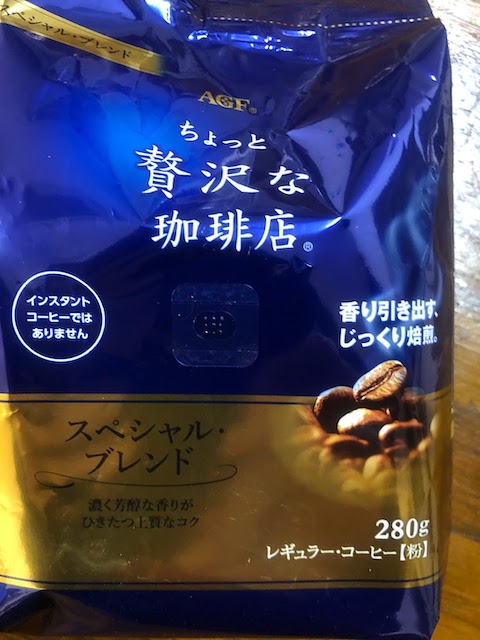 スペシャル・ブレンド
AGF®
ちょっと
贅沢な
珈琲店®
インスタント
コーヒーでは
ありません
香り引き出す、
じっくり焙煎。
スペシャル・
ブレンド
濃く芳醇な香りが
ひきたつ上質なコク
280g
レギュラー・コーヒー【粉】